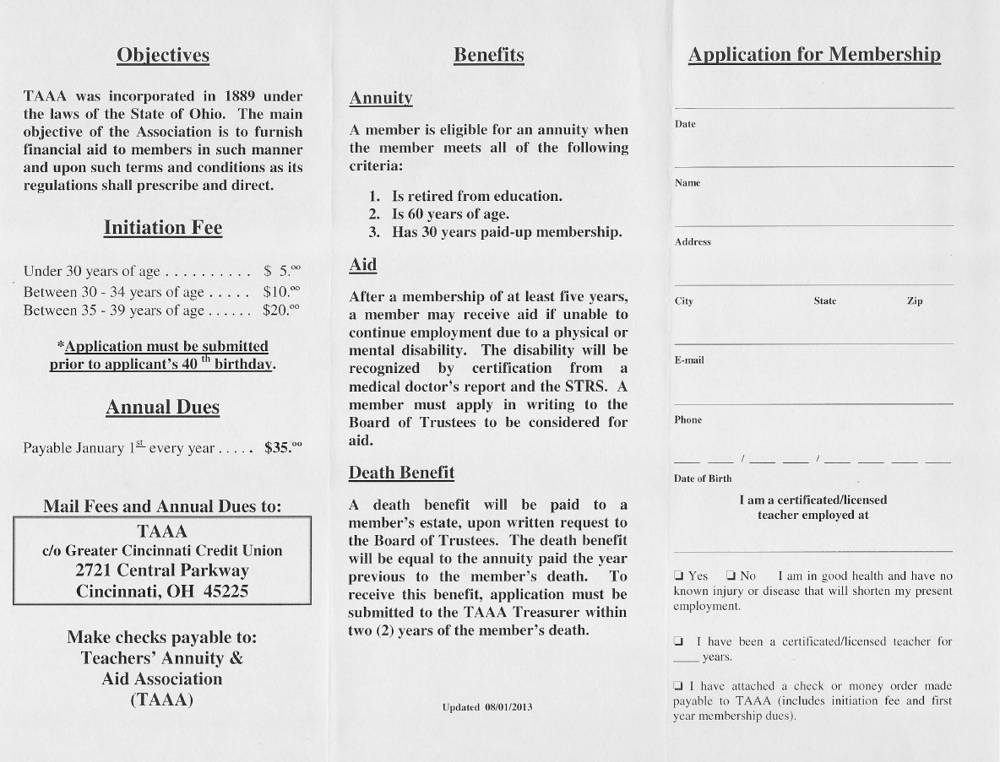 Objectives
TAAA was incorporated in 1889 under
the laws of the State of Ohio. The main
objective of the Association is to furnish
financial aid to members in such manner
and upon such terms and conditions as its
regulations shall prescribe and direct.
Initiation Fee
Under 30 years of age . . . . . . . . . . $ 5.oo
Between 30 - 34 years of age . . . . . $10.oo
Between 35 - 39 years of age . . . . . . $20.oo
*Application must be submitted
prior to applicant's 40 th birthday.
Annual Dues
Payable January 1st every year . . . . . $35.oo
Mail Fees and Annual Dues to:
TAAA
c/o Greater Cincinnati Credit Union
2721 Central Parkway
Cincinnati, OH 45225
Make checks payable to:
Teachers' Annuity &
Aid Association
(TAAA)
Benefits
Annuity
A member is eligible for an annuity when
the member meets all of the following
criteria:
1. Is retired from education.
2. Is 60 years of age.
3. Has 30 years paid-up membership.
Aid
After a membership of at least five years,
a member may receive aid if unable to
continue employment due to a physical or
mental disability. The disability will be
recognized by certification from a
medical doctor's report and the STRS. A
member must apply in writing to the
Board of Trustees to be considered for
aid.
Death Benefit
A death benefit will be paid to a
member's estate, upon written request to
the Board of Trustees. The death benefit
will be equal to the annuity paid the year
previous to the member's death. To
receive this benefit, application must be
submitted to the TAAA Treasurer within
two (2) years of the member's death.
Updated 08/01/2013
Application for Membership
Date
Name
Address
City State Zip
E-mail
Phone
___ ___ / ___ ___ / ___ ___ ___ ___
Date of Birth
I am a certificated/licensed
teacher employed at
❏ Yes ❏ No I am in good health and have no
known injury or disease that will shorten my present
employment.
❏ I have been a certificated/licensed teacher for
____ years.
❏ I have attached a check or money order made
payable to TAAA (includes initiation fee and first
year membership dues).